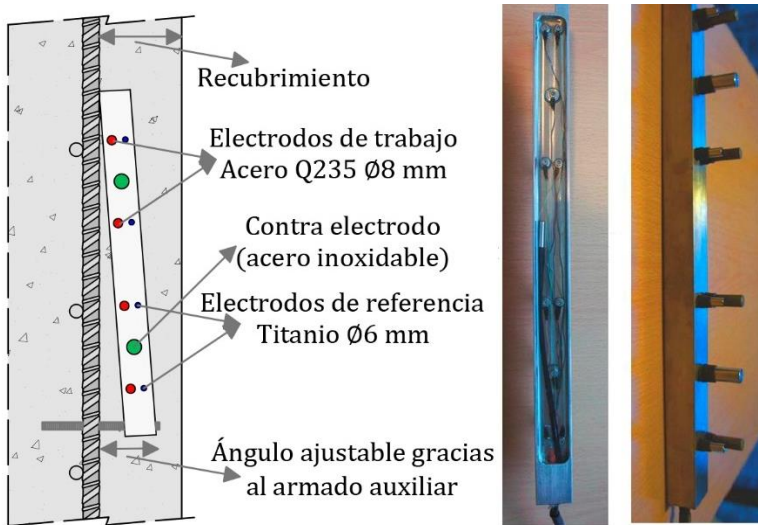 Recubrimiento
Electrodos de trabajo
Acero Q235 Ø8 mm
Contra electrodo
(acero inoxidable)
Electrodos de referencia
Titanio Ø6 mm
Ángulo ajustable gracias
al armado auxiliar